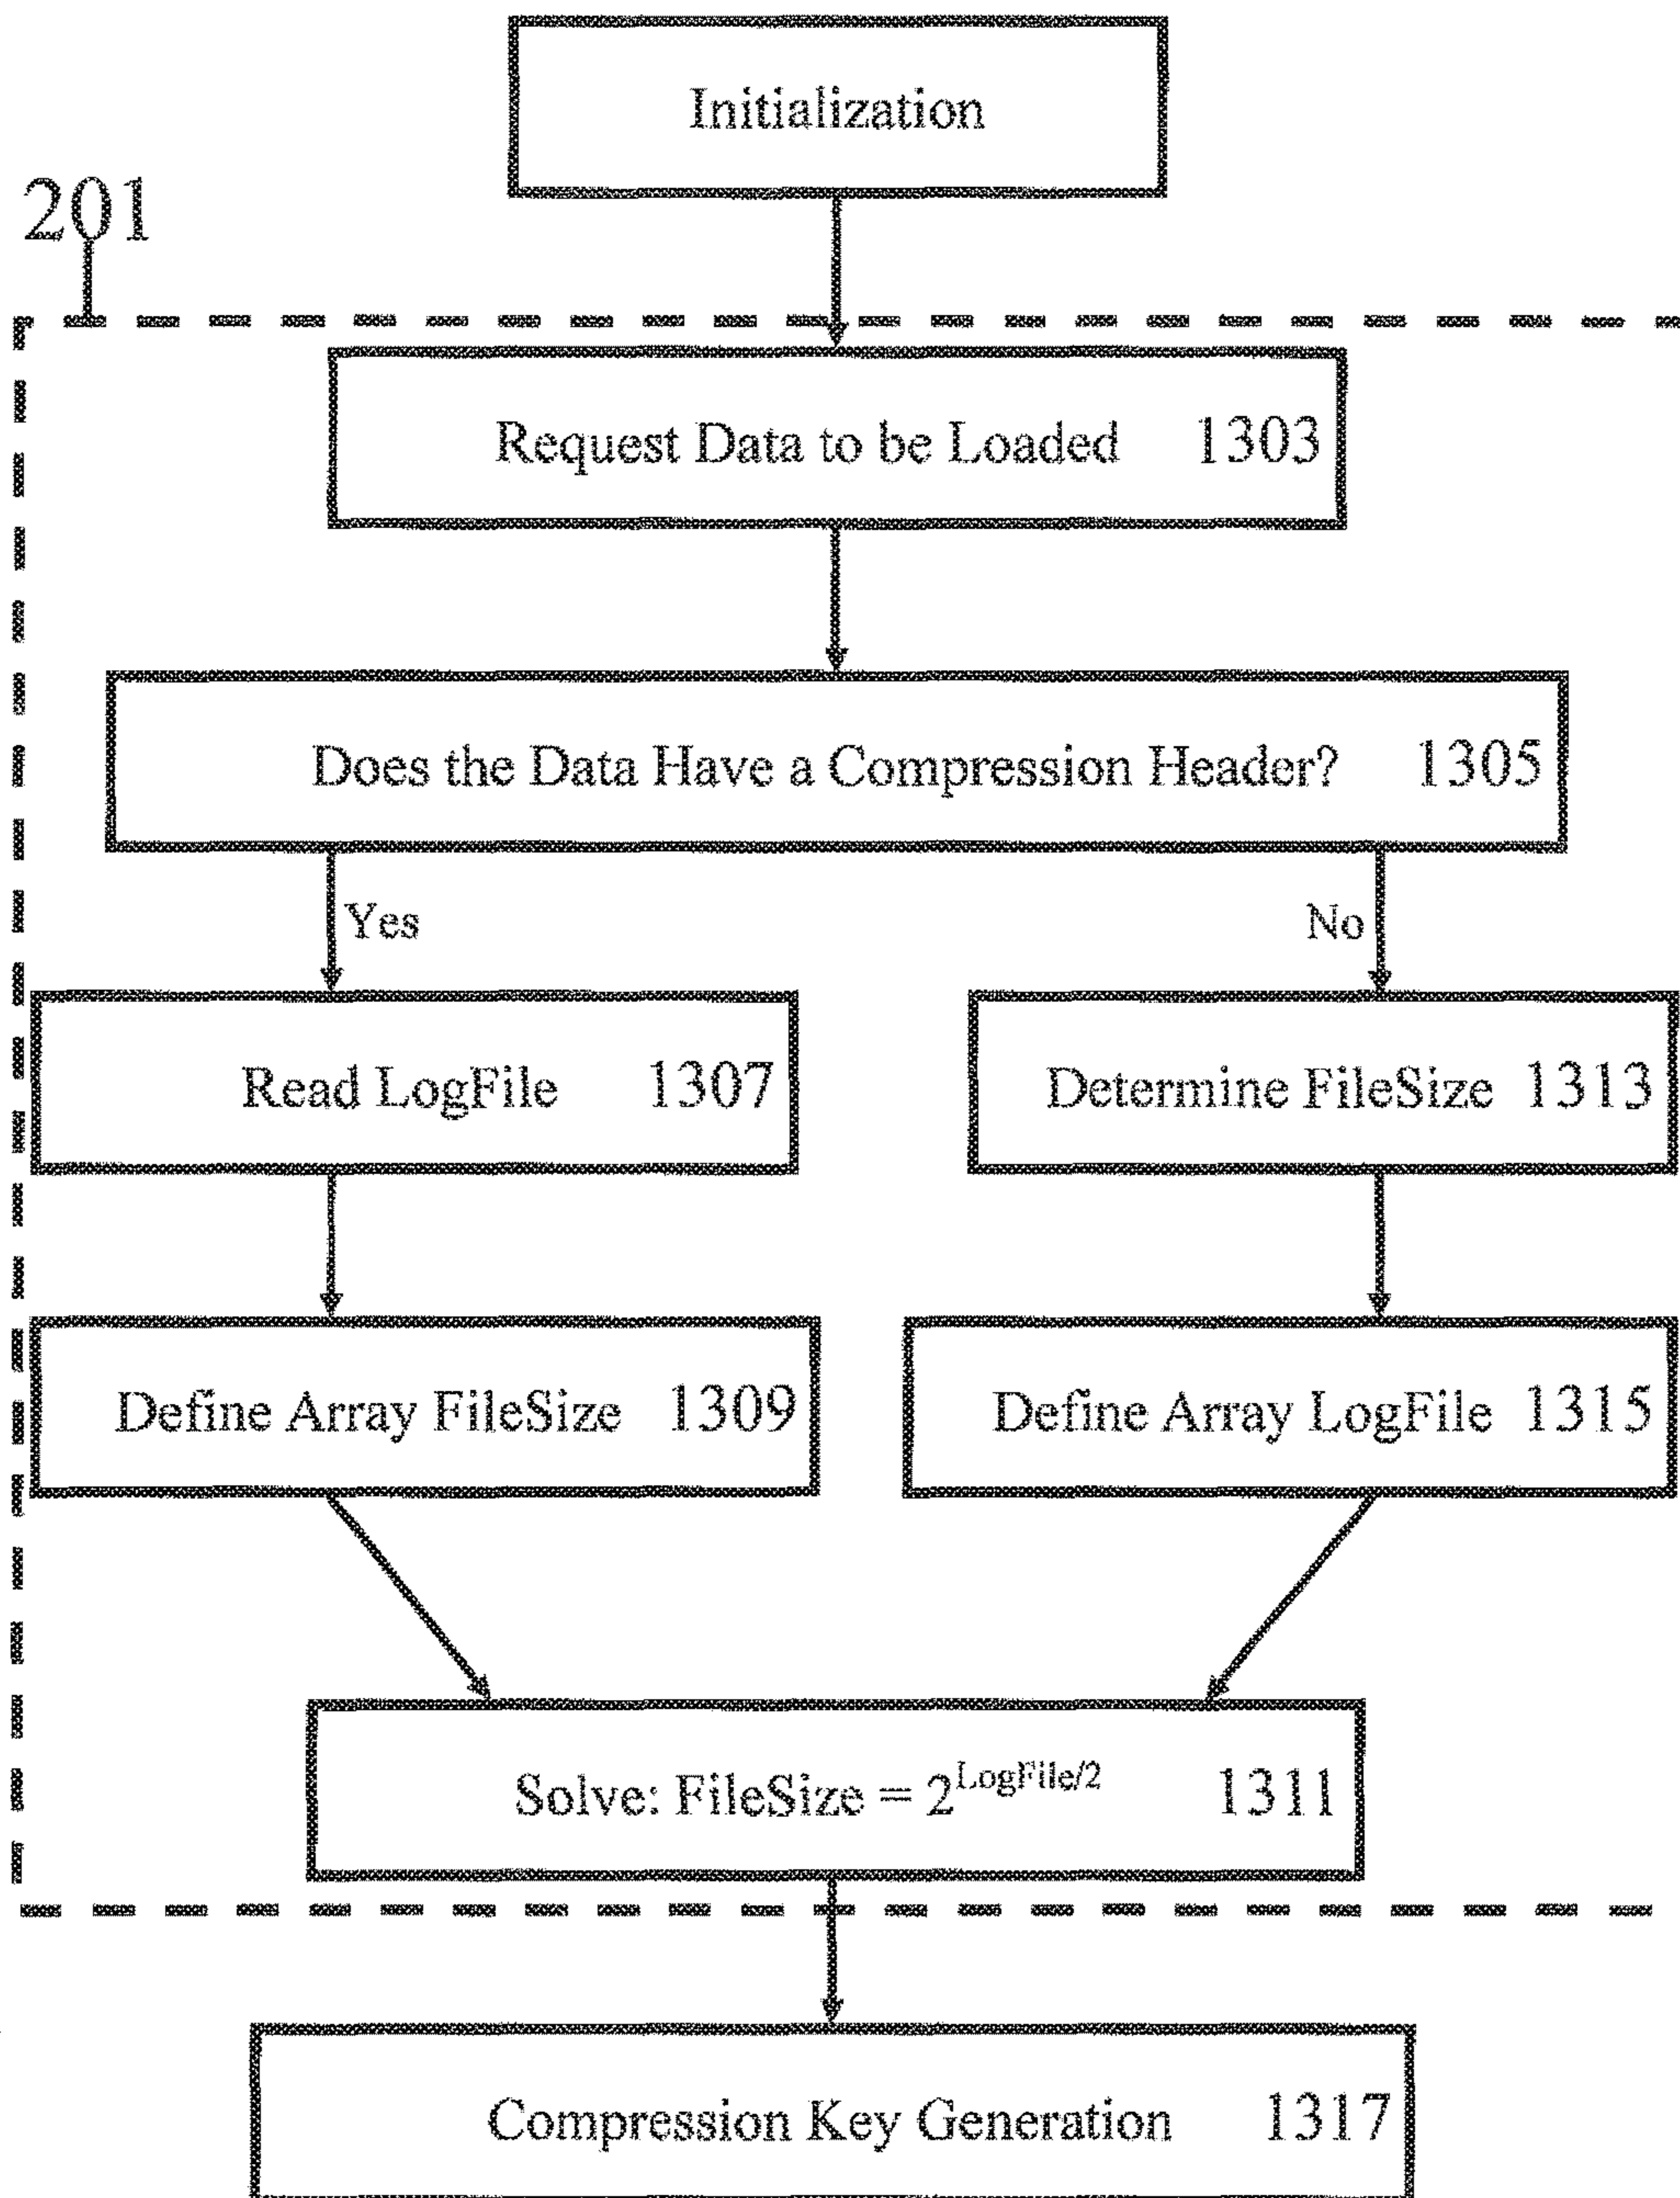 Initialization
201
Request Data to be Loaded 1303
Does the Data Have a Compression Header? 1305
Yes No
Read LogFile 1307
Determine FileSize 1313
Define Array FileSize 1309
Define Array LogFile 1315
Solve: FileSize = 2^LogFile/2 1311
Compression Key Generation 1317